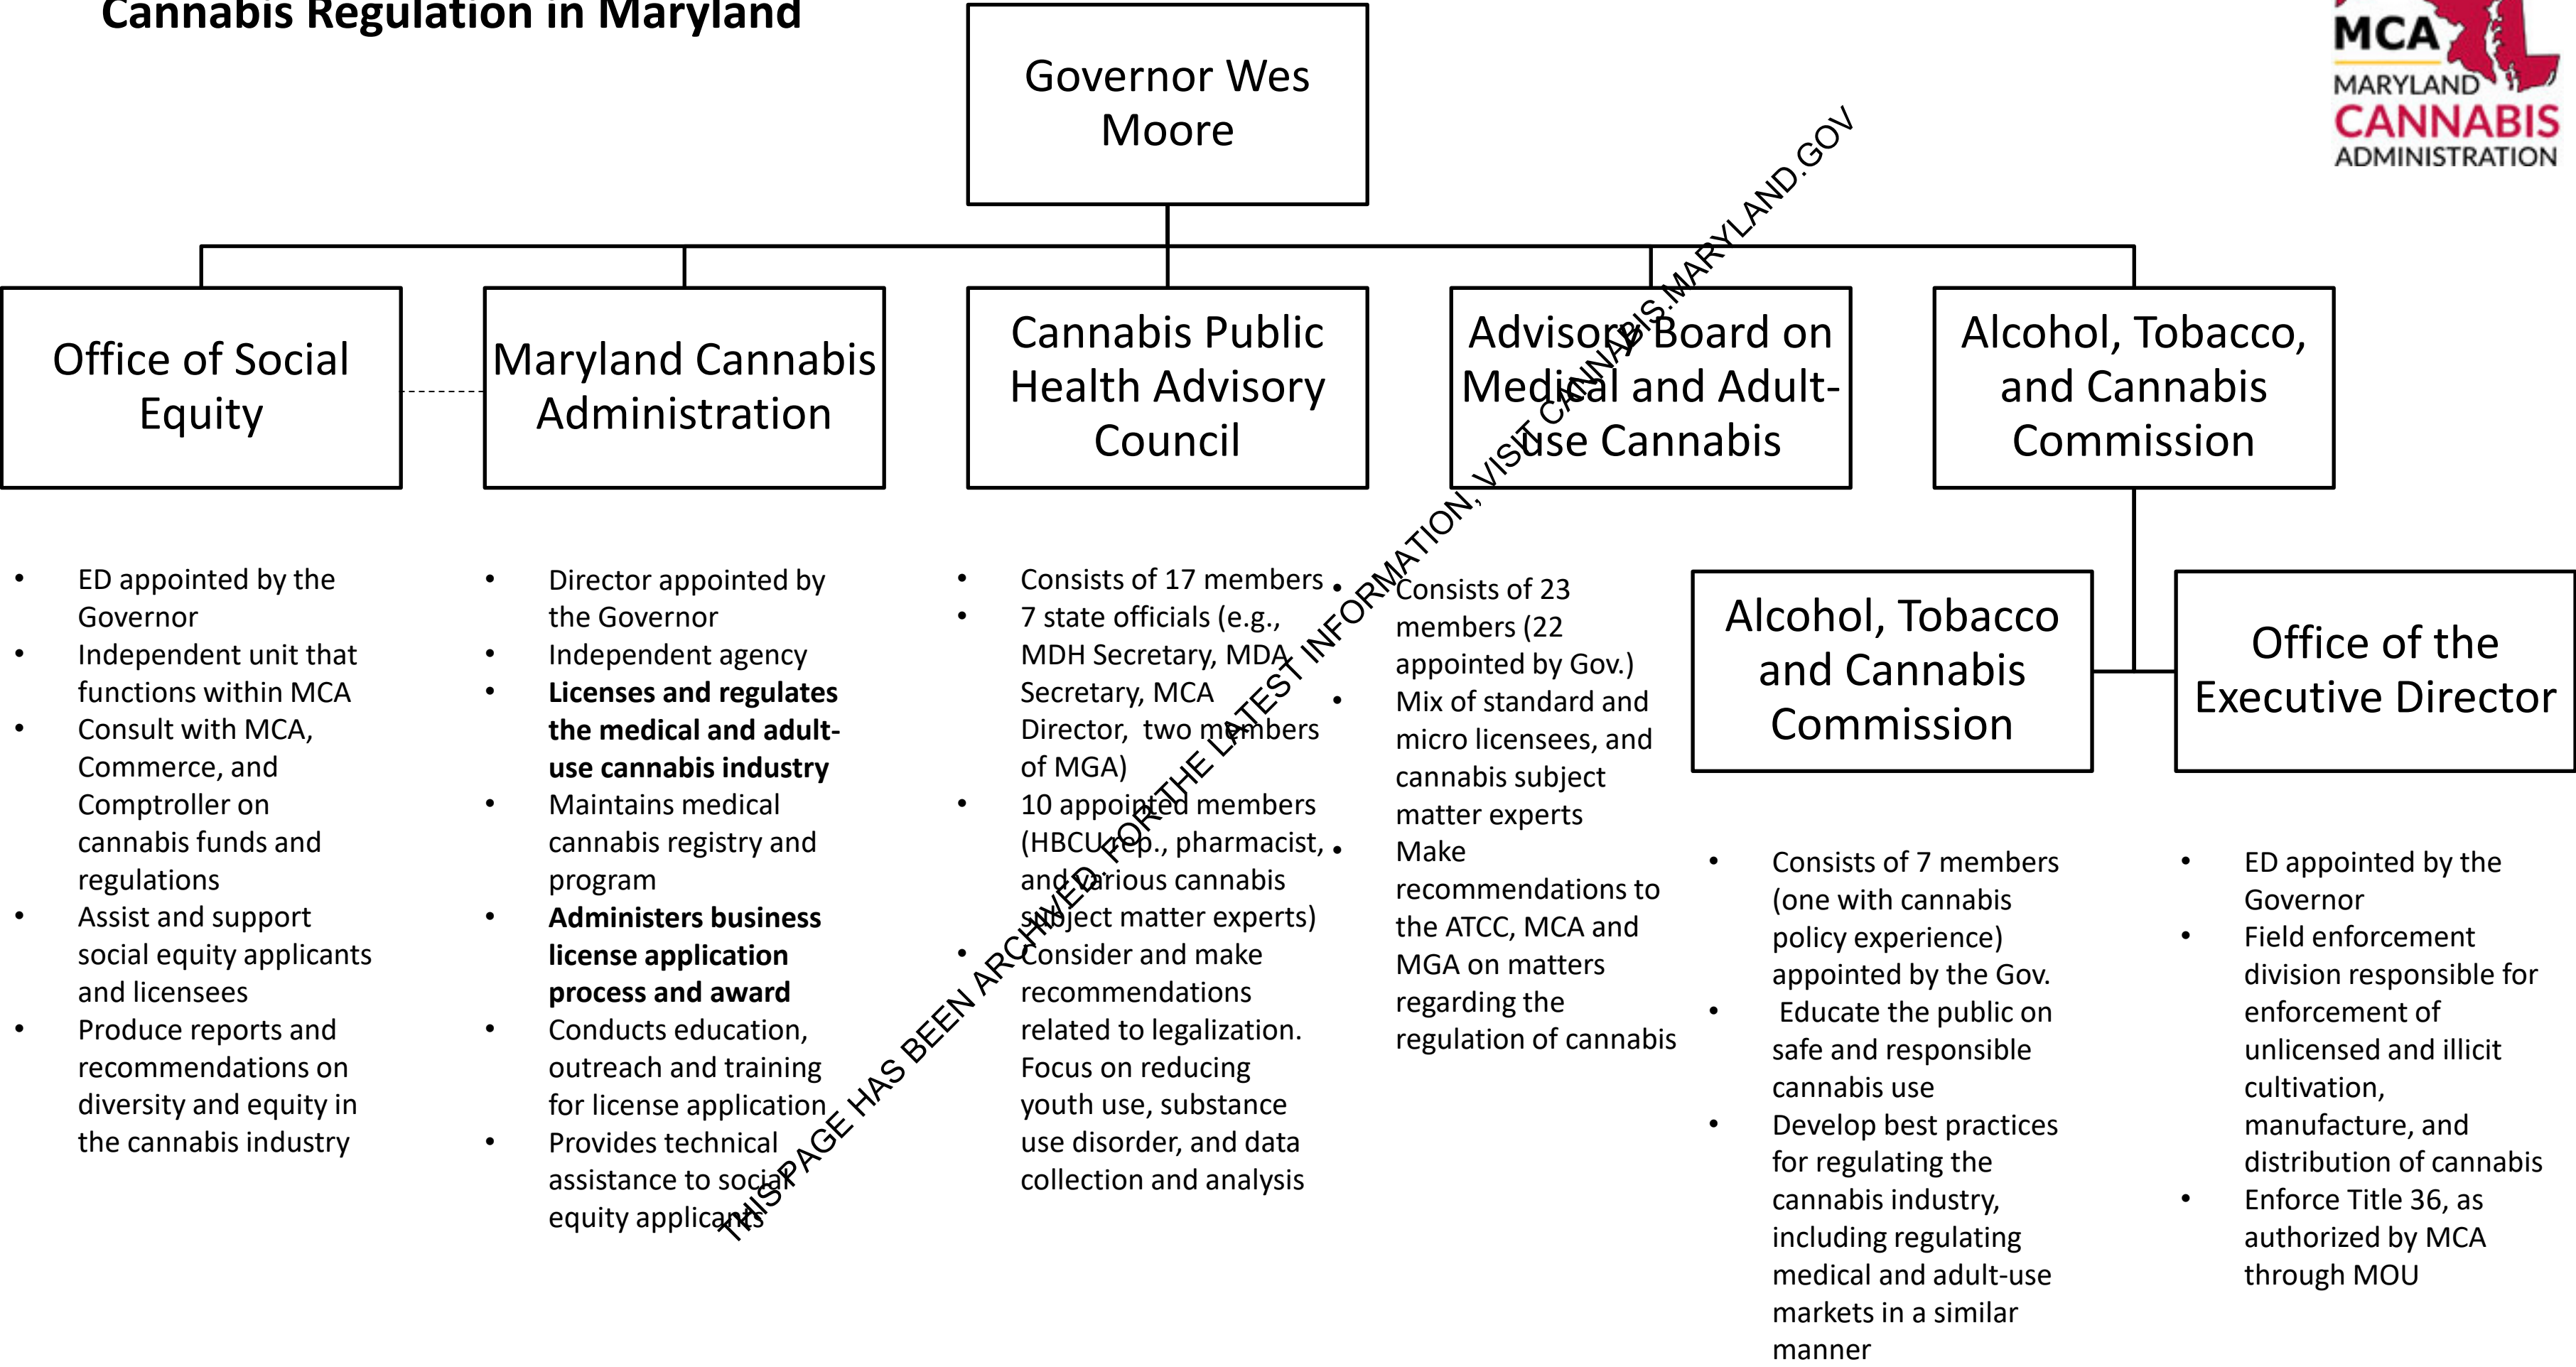 Cannabis Regulation in Maryland
MCA
MARYLAND
CANNABIS
ADMINISTRATION
Governor Wes
Moore
Office of Social
Equity
Maryland Cannabis
Administration
Cannabis Public
Health Advisory
Council
Advisory Board on
Medical and Adult-
use Cannabis
Alcohol, Tobacco,
and Cannabis
Commission
• ED appointed by the
Governor
• Independent unit that
functions within MCA
• Consult with MCA,
Commerce, and
Comptroller on
cannabis funds and
regulations
• Assist and support
social equity applicants
and licensees
• Produce reports and
recommendations on
diversity and equity in
the cannabis industry
• Director appointed by
the Governor
• Independent agency
• Licenses and regulates
the medical and adult-
use cannabis industry
• Maintains medical
cannabis registry and
program
• Administers business
license application
process and award
• Conducts education,
outreach and training
for license application
• Provides technical
assistance to social
equity applicants
• Consists of 17 members
• 7 state officials (e.g.,
MDH Secretary, MDA
Secretary, MCA
Director, two members
of MGA)
• 10 appointed members
(HBCU rep., pharmacist,
and various cannabis
subject matter experts)
• Consider and make
recommendations
related to legalization.
Focus on reducing
youth use, substance
use disorder, and data
collection and analysis
• Consists of 23
members (22
appointed by Gov.)
• Mix of standard and
micro licensees, and
cannabis subject
matter experts
• Make
recommendations to
the ATCC, MCA and
MGA on matters
regarding the
regulation of cannabis
Alcohol, Tobacco
and Cannabis
Commission
• Consists of 7 members
(one with cannabis
policy experience)
appointed by the Gov.
• Educate the public on
safe and responsible
cannabis use
• Develop best practices
for regulating the
cannabis industry,
including regulating
medical and adult-use
markets in a similar
manner
Office of the
Executive Director
• ED appointed by the
Governor
• Field enforcement
division responsible for
enforcement of
unlicensed and illicit
cultivation,
manufacture, and
distribution of cannabis
• Enforce Title 36, as
authorized by MCA
through MOU
THIS PAGE HAS BEEN ARCHIVED. FOR THE LATEST INFORMATION, VISIT CANNABIS.MARYLAND.GOV